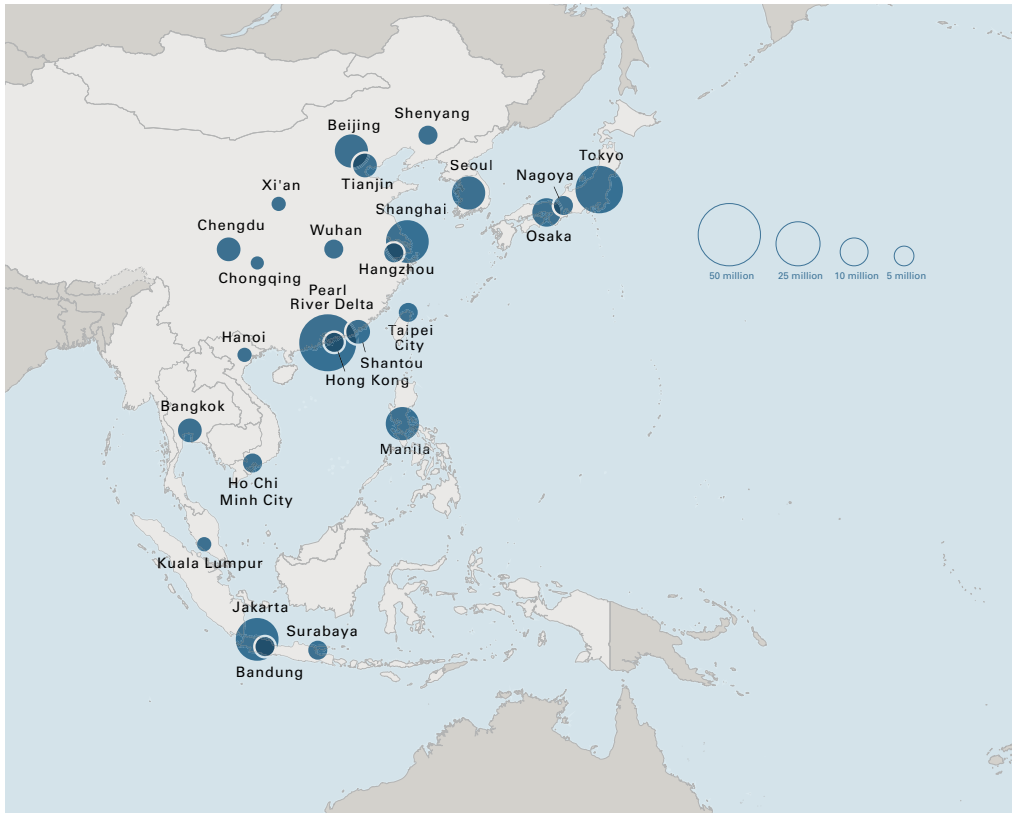 Shenyang
Beijing
Tokyo
Seoul
Nagoya
Tianjin
Xi'an
Shanghai
Chengdu
Wuhan
Osaka
Hangzhou
Chongqing
50 million
25 million
10 million
5 million
Pearl
River Delta
Hanoi
Taipei
City
Shantou
Hong Kong
Bangkok
Manila
Ho Chi
Minh City
Kuala Lumpur
Jakarta
Surabaya
Bandung